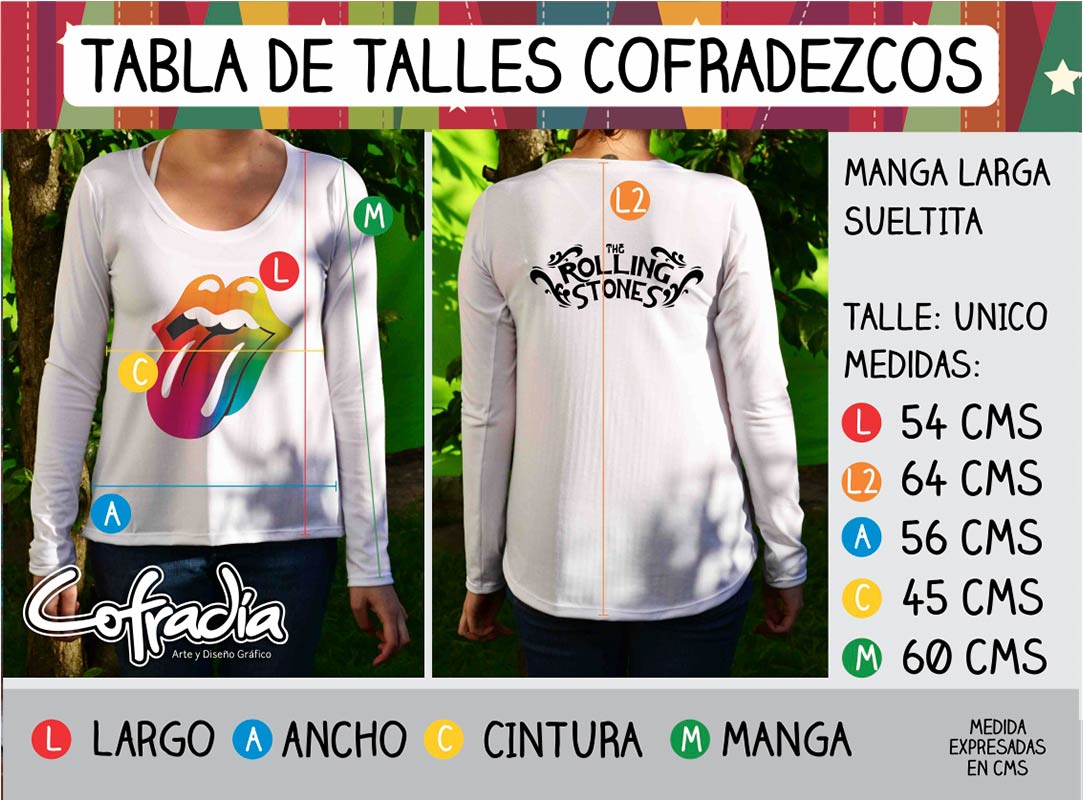 TABLA DE TALLES COFRADEZCOS
M
L
C
A
L2
THE
ROLLING
STONES
MANGA LARGA
SUELTITA
TALLE: UNICO
MEDIDAS:
L 54 CMS
L2 64 CMS
A 56 CMS
C 45 CMS
M 60 CMS
Cofradía
Arte y Diseño Gráfico
L LARGO A ANCHO C CINTURA M MANGA
MEDIDA
EXPRESADAS
EN CMS